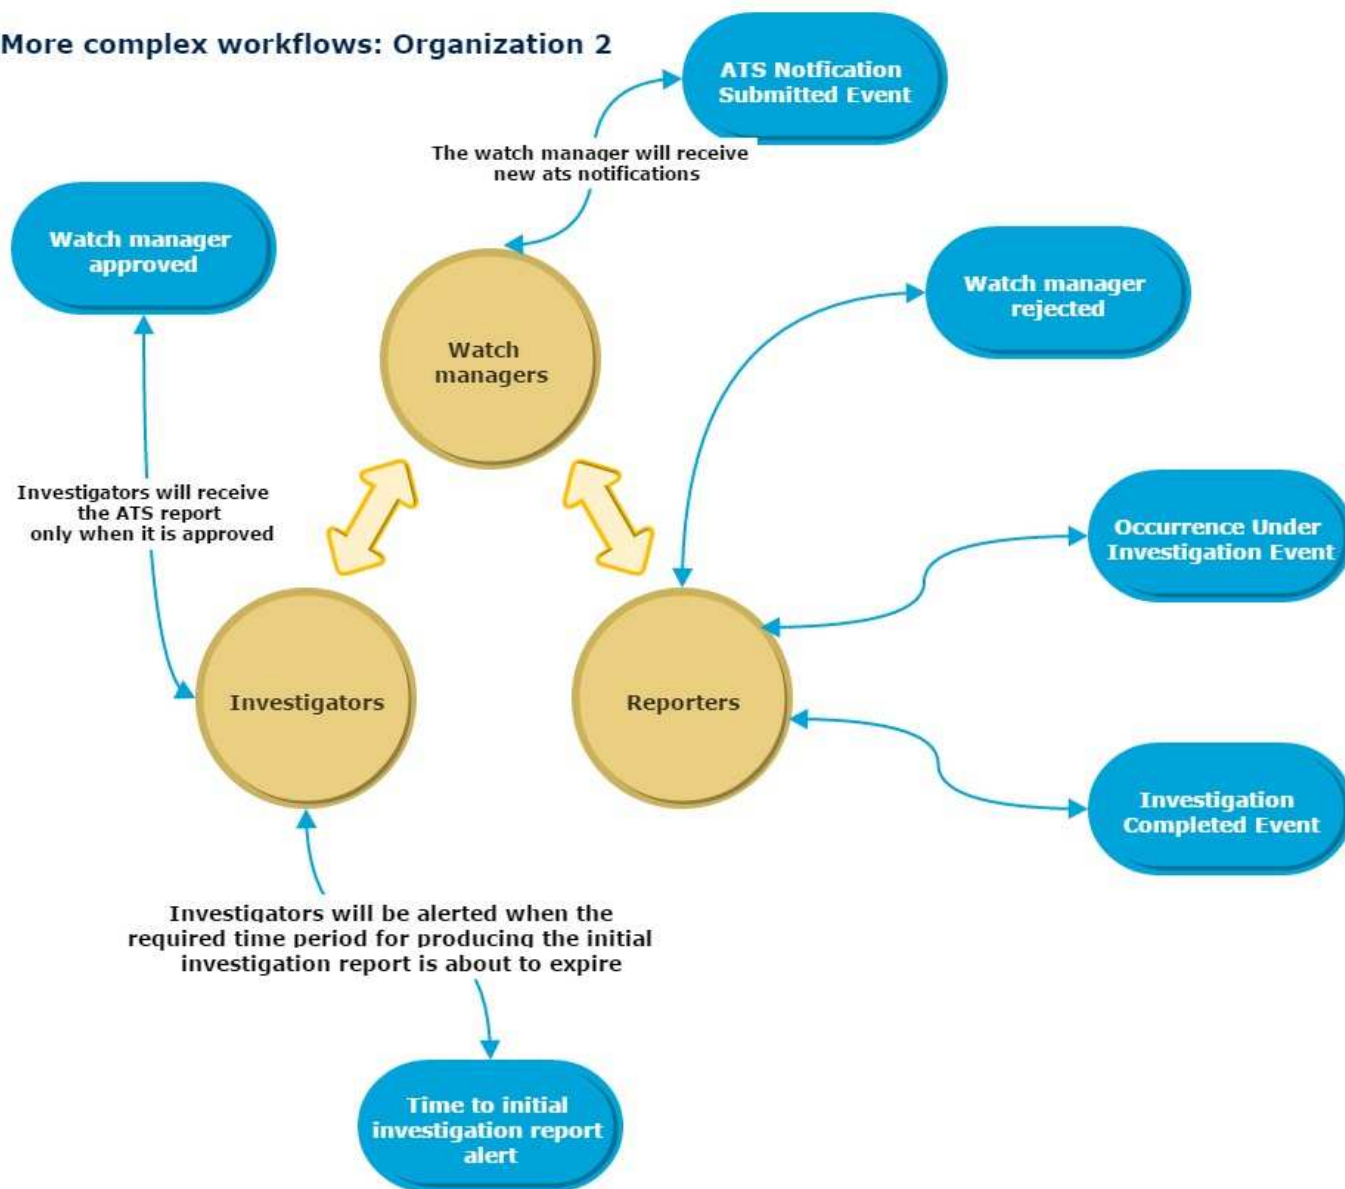 More complex workflows: Organization 2
ATS Notfication
Submitted Event
The watch manager will receive
new ats notifications
Watch manager
approved
Watch manager
rejected
Watch
managers
Investigators will receive
the ATS report
only when it is approved
Occurrence Under
Investigation Event
Investigators
Reporters
Investigation
Completed Event
Investigators will be alerted when the
required time period for producing the initial
investigation report is about to expire
Time to initial
investigation report
alert